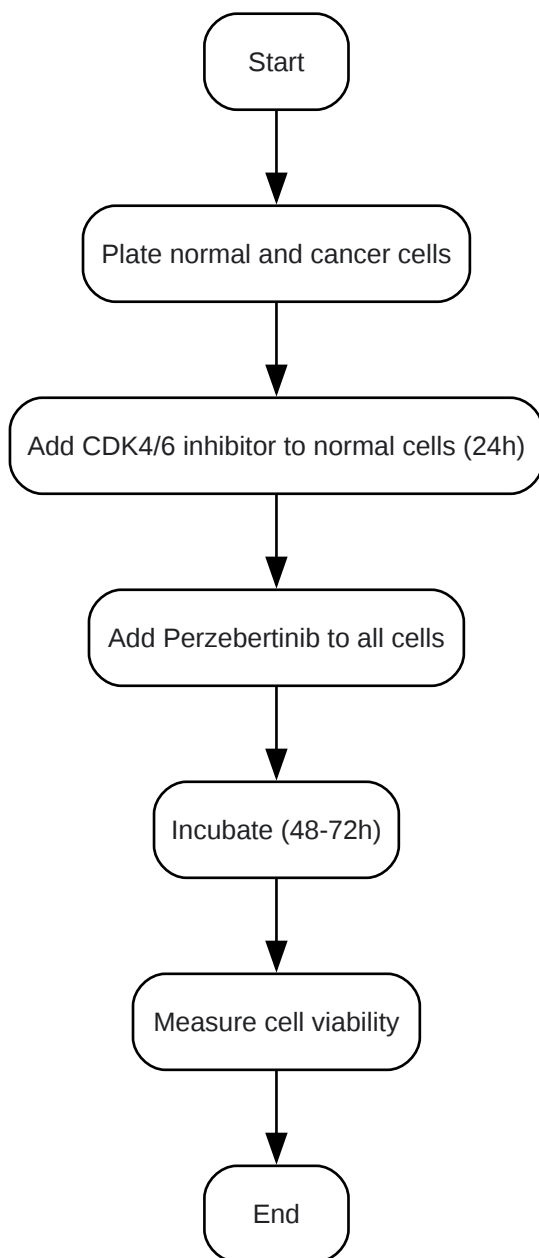 Start
Plate normal and cancer cells
Add CDK4/6 inhibitor to normal cells (24h)
Add Perzebertinib to all cells
Incubate (48-72h)
Measure cell viability
End